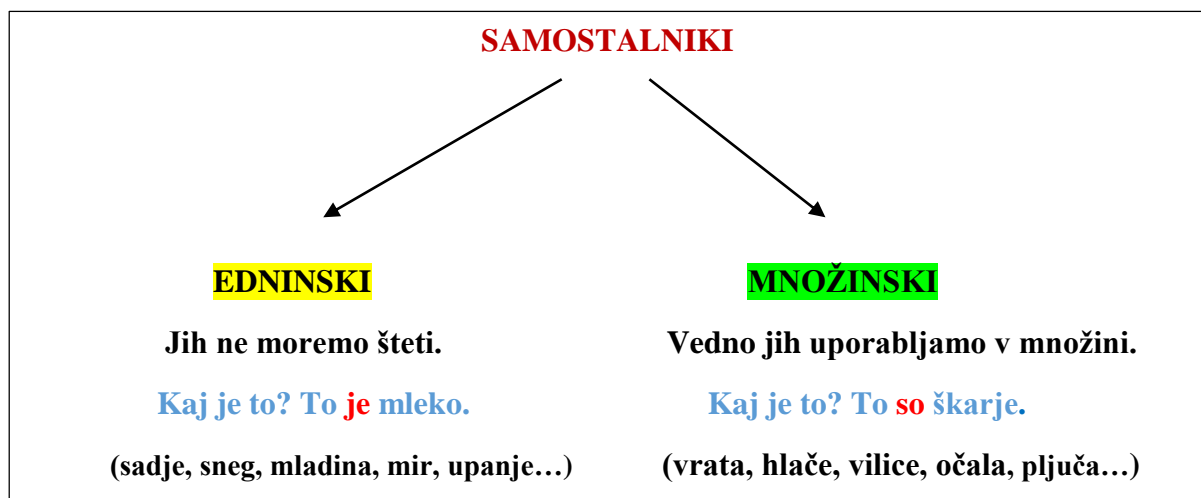 SAMOSTALNIKI
EDNINSKI
Jih ne moremo šteti.
Kaj je to? To je mleko.
(sadje, sneg, mladina, mir, upanje…)
MNOŽINSKI
Vedno jih uporabljamo v množini.
Kaj je to? To so škarje.
(vrata, hlače, vilice, očala, pljuča…)